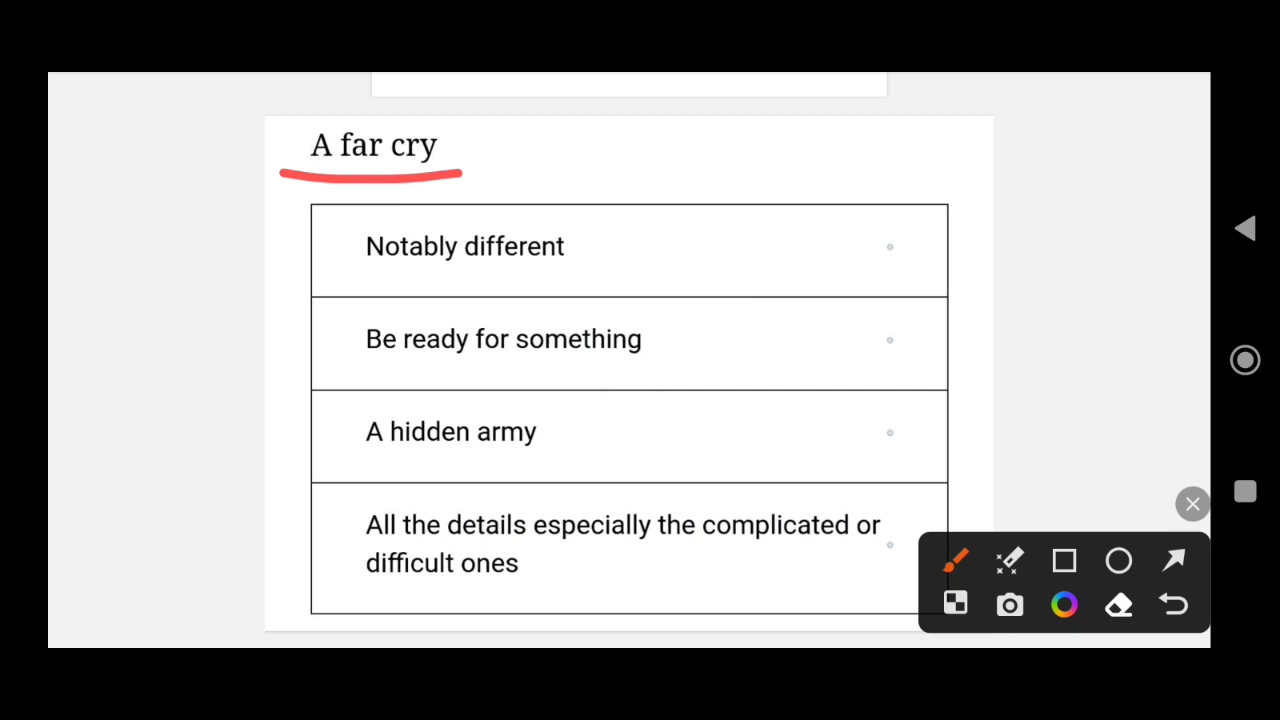 A far cry
Notably different
Be ready for something
A hidden army
All the details especially the complicated or
difficult ones